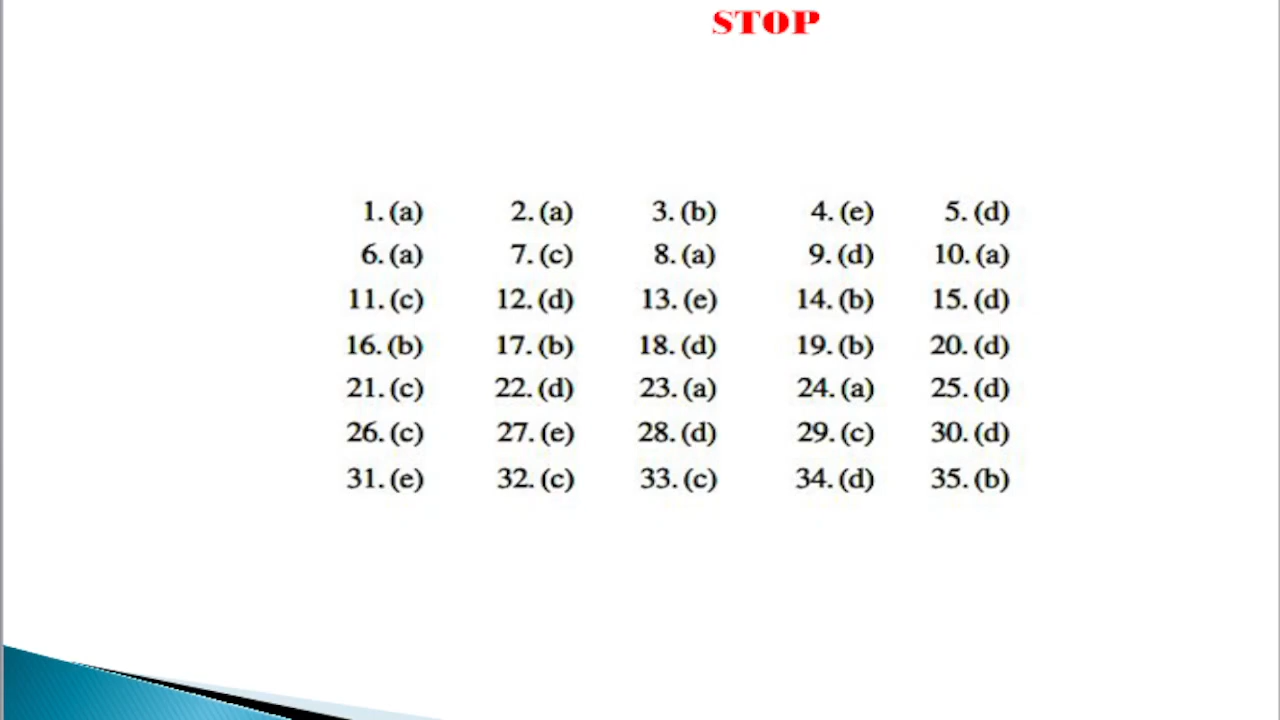 STOP
1. (a) 2. (a) 3. (b) 4. (e) 5. (d)
6. (a) 7. (c) 8. (a) 9. (d) 10. (a)
11. (c) 12. (d) 13. (e) 14. (b) 15. (d)
16. (b) 17. (b) 18. (d) 19. (b) 20. (d)
21. (c) 22. (d) 23. (a) 24. (a) 25. (d)
26. (c) 27. (e) 28. (d) 29. (c) 30. (d)
31. (e) 32. (c) 33. (c) 34. (d) 35. (b)